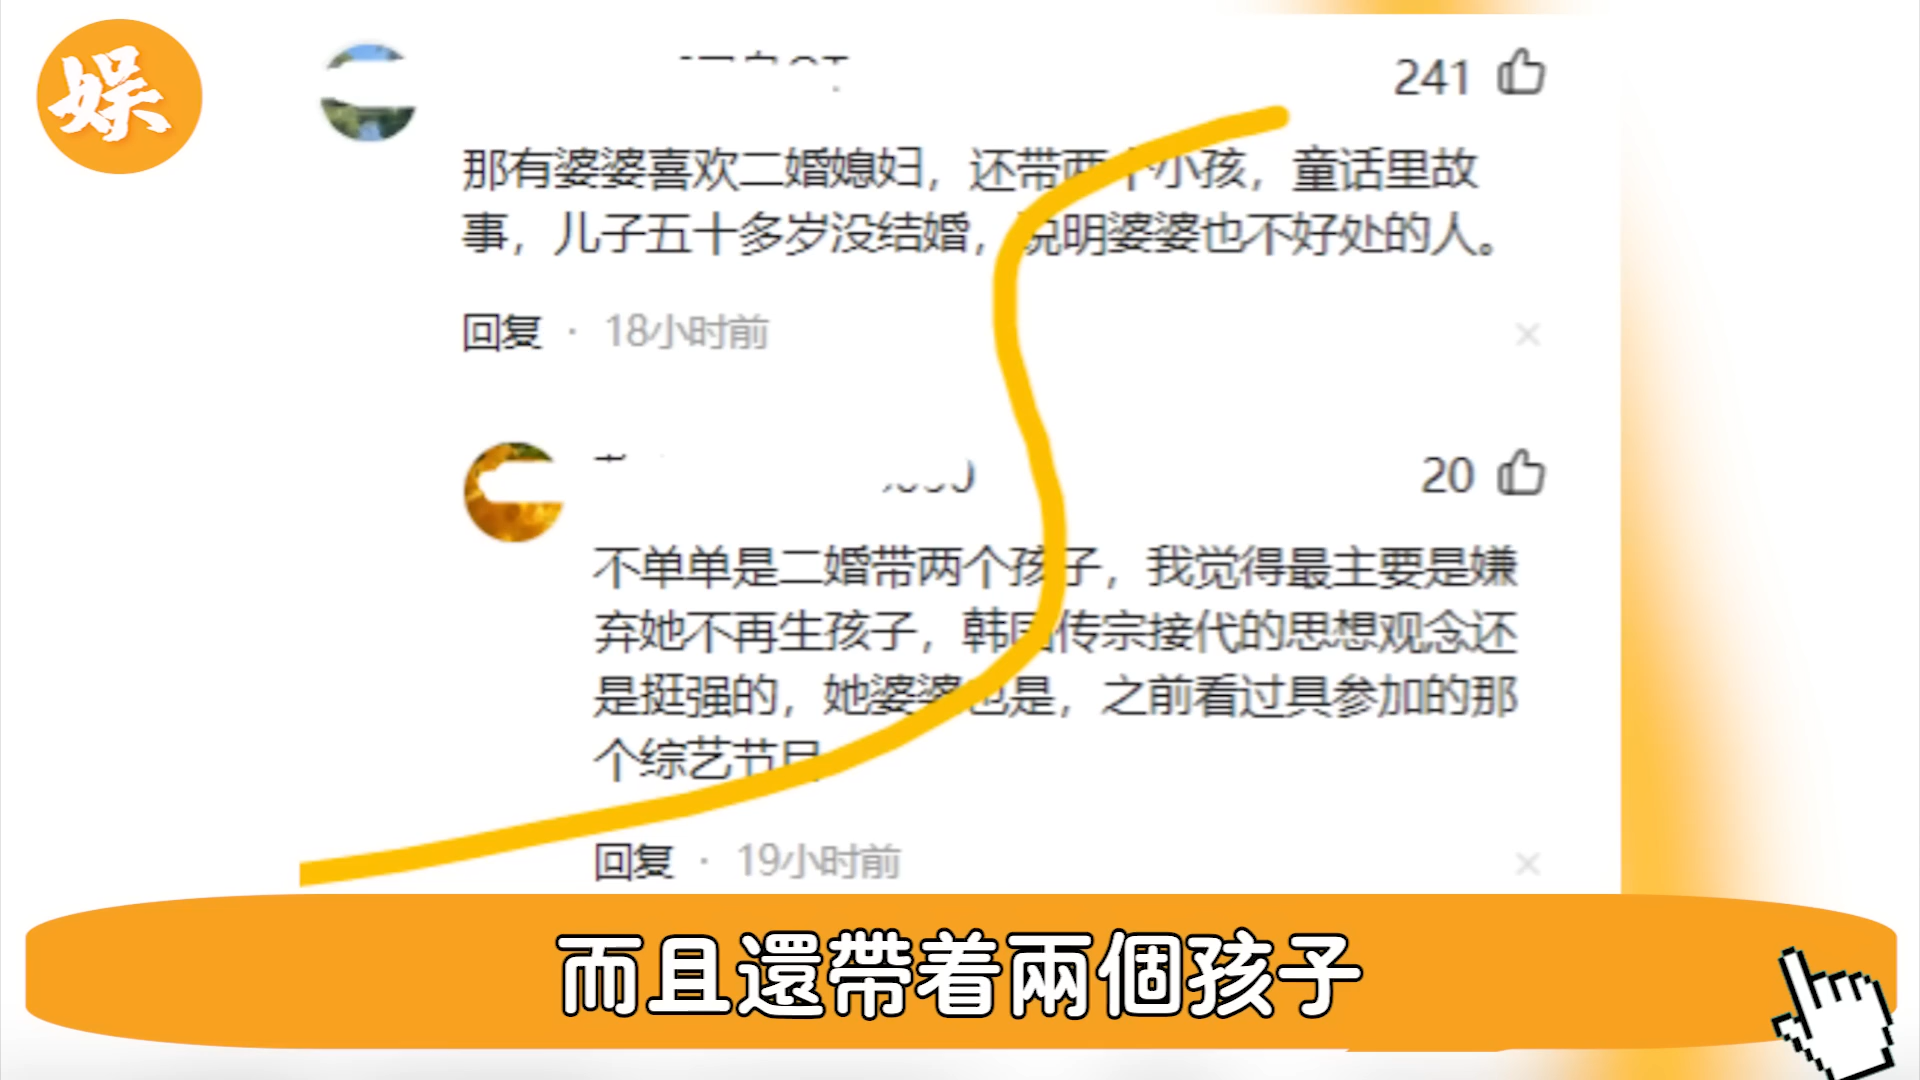 娱
241
那有婆婆喜欢二婚媳妇，还带两个小孩，童话里故
事，儿子五十多岁没结婚，说明婆婆也不好处的人。
回复 · 18小时前
20
不单单是二婚带两个孩子，我觉得最主要是嫌
弃她不再生孩子，韩国传宗接代的思想观念还
是挺强的，她婆婆也是，之前看过具参加的那
个综艺节目
回复 · 19小时前
而且還帶着兩個孩子